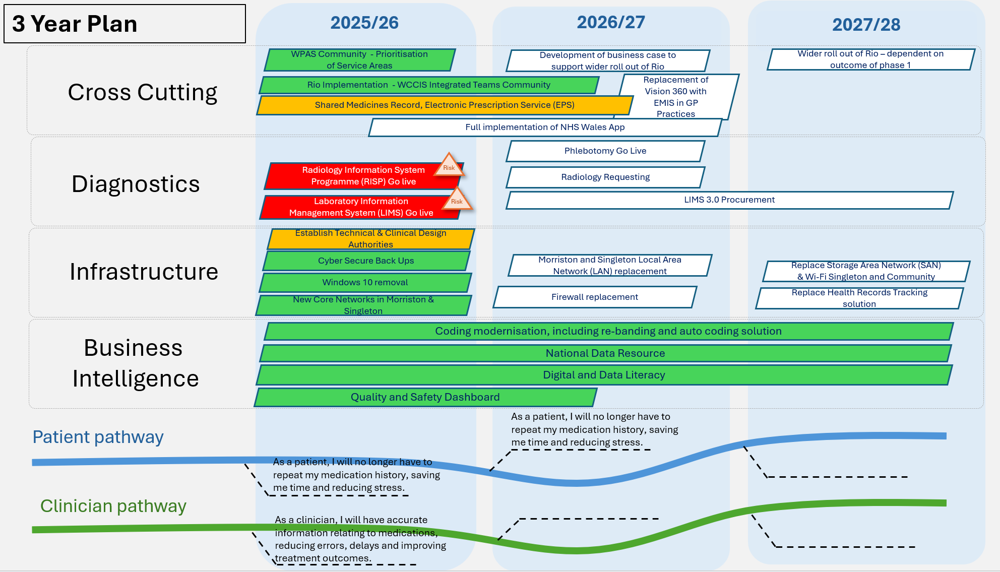 3 Year Plan
2025/26
2026/27
2027/28
Cross Cutting
WPAS Community - Prioritisation
of Service Areas
Development of business case to
support wider roll out of Rio
Wider roll out of Rio – dependent on
outcome of phase 1
Rio Implementation - WCCIS Integrated Teams Community
Replacement of
Vision 360 with
EMIS in GP
Practices
Shared Medicines Record, Electronic Prescription Service (EPS)
Full implementation of NHS Wales App
Diagnostics
Phlebotomy Go Live
Radiology Information System
Programme (RISP) Go live
Risk
Radiology Requesting
Laboratory Information
Management System (LIMS) Go live
Risk
LIMS 3.0 Procurement
Infrastructure
Establish Technical & Clinical Design
Authorities
Cyber Secure Back Ups
Windows 10 removal
New Core Networks in Morriston &
Singleton
Morriston and Singleton Local Area
Network (LAN) replacement
Firewall replacement
Replace Storage Area Network (SAN)
& Wi-Fi Singleton and Community
Replace Health Records Tracking
solution
Business
Intelligence
Coding modernisation, including re-banding and auto coding solution
National Data Resource
Digital and Data Literacy
Quality and Safety Dashboard
Patient pathway
As a patient, I will no longer have to
repeat my medication history, saving
me time and reducing stress.
As a patient, I will no longer have to
repeat my medication history, saving
me time and reducing stress.
Clinician pathway
As a clinician, I will have accurate
information relating to medications,
reducing errors, delays and improving
treatment outcomes.